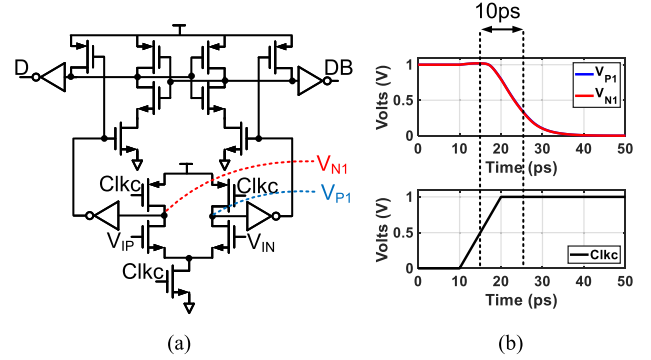 10ps
D
DB
Clkc
Clkc
V_N1
V_P1
V_IP
V_IN
Clkc
(a)
Volts (V)
1
0.5
0
V_P1
V_N1
0 10 20 30 40 50
Time (ps)
Volts (V)
1
0.5
0
Clkc
0 10 20 30 40 50
Time (ps)
(b)